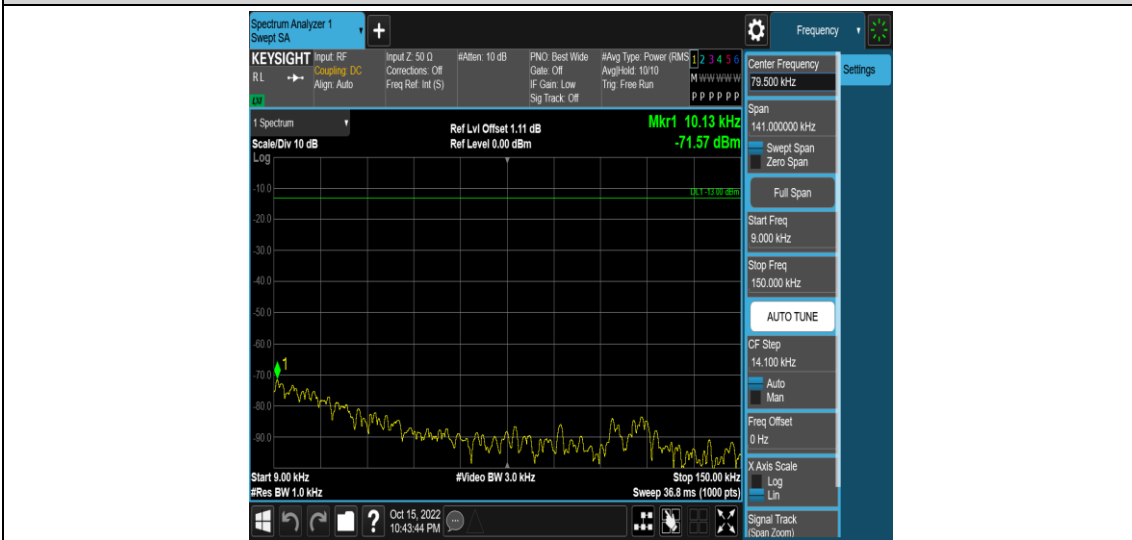 Spectrum Analyzer 1
Swept SA
+
Frequency
KEYSIGHT
RL
LXI
Input: RF
Coupling: DC
Align: Auto
Input Z: 50 Ω
Corrections: Off
Freq Ref: Int (S)
#Atten: 10 dB
PNO: Best Wide
Gate: Off
IF Gain: Low
Sig Track: Off
#Avg Type: Power (RMS
Avg|Hold: 10/10
Trig: Free Run
1 2 3 4 5 6
M W W W W W
P P P P P P
1 Spectrum
Scale/Div 10 dB
Log
Ref Lvl Offset 1.11 dB
Ref Level 0.00 dBm
Mkr1 10.13 kHz
-71.57 dBm
DL1 -13.00 dBm
-10.0
-20.0
-30.0
-40.0
-50.0
-60.0
-70.0
-80.0
-90.0
1
Start 9.00 kHz
#Video BW 3.0 kHz
Stop 150.00 kHz
#Res BW 1.0 kHz
Sweep 36.8 ms (1000 pts)
?
Oct 15, 2022
10:43:44 PM
Center Frequency
79.500 kHz
Settings
Span
141.000000 kHz
Swept Span
Zero Span
Full Span
Start Freq
9.000 kHz
Stop Freq
150.000 kHz
AUTO TUNE
CF Step
14.100 kHz
Auto
Man
Freq Offset
0 Hz
X Axis Scale
Log
Lin
Signal Track
(Span Zoom)